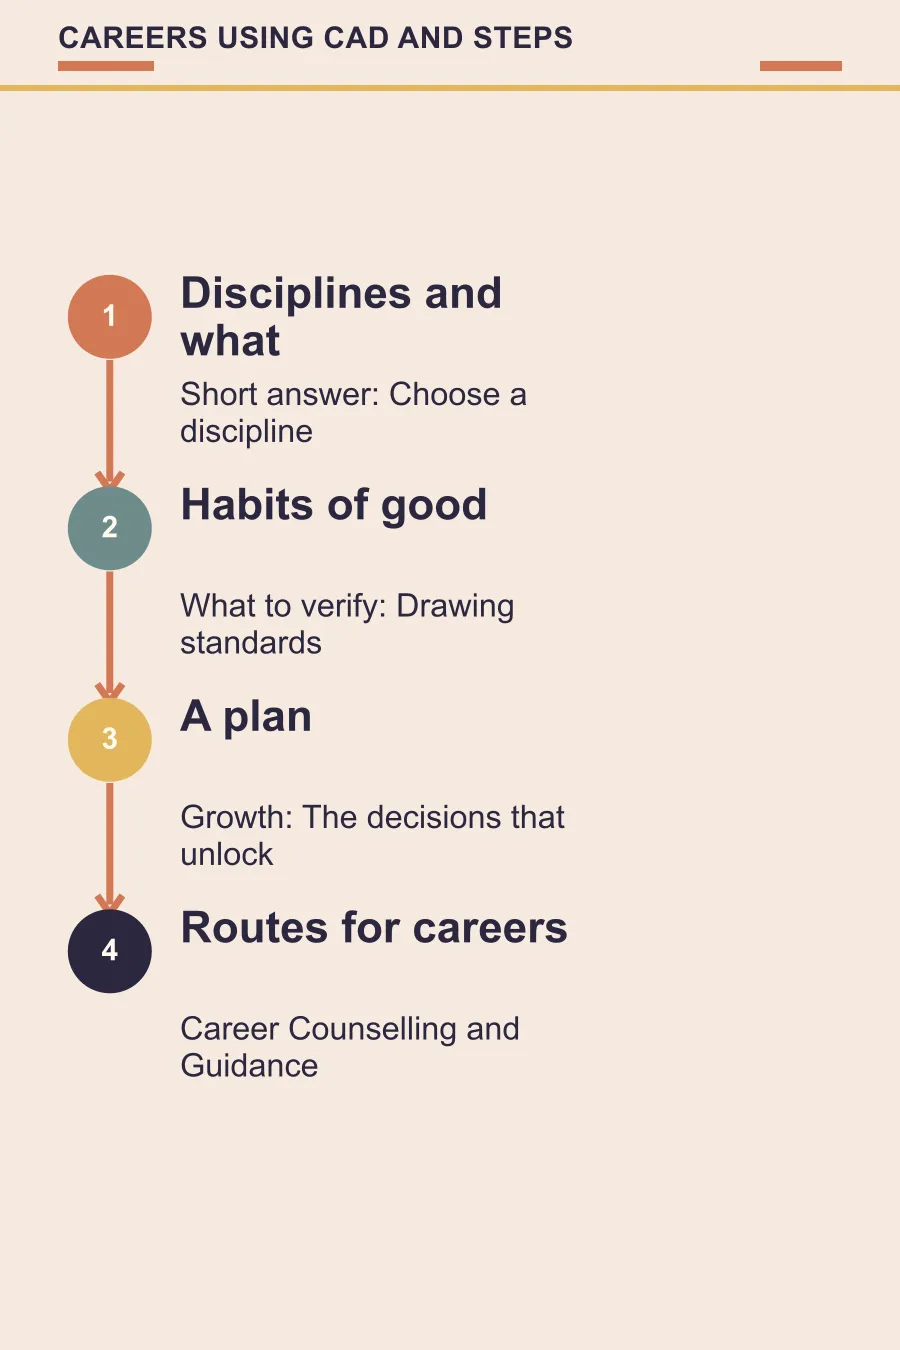 CAREERS USING CAD AND STEPS
1
Disciplines and
what
Short answer: Choose a
discipline
2
Habits of good
What to verify: Drawing
standards
3
A plan
Growth: The decisions that
unlock
4
Routes for careers
Career Counselling and
Guidance